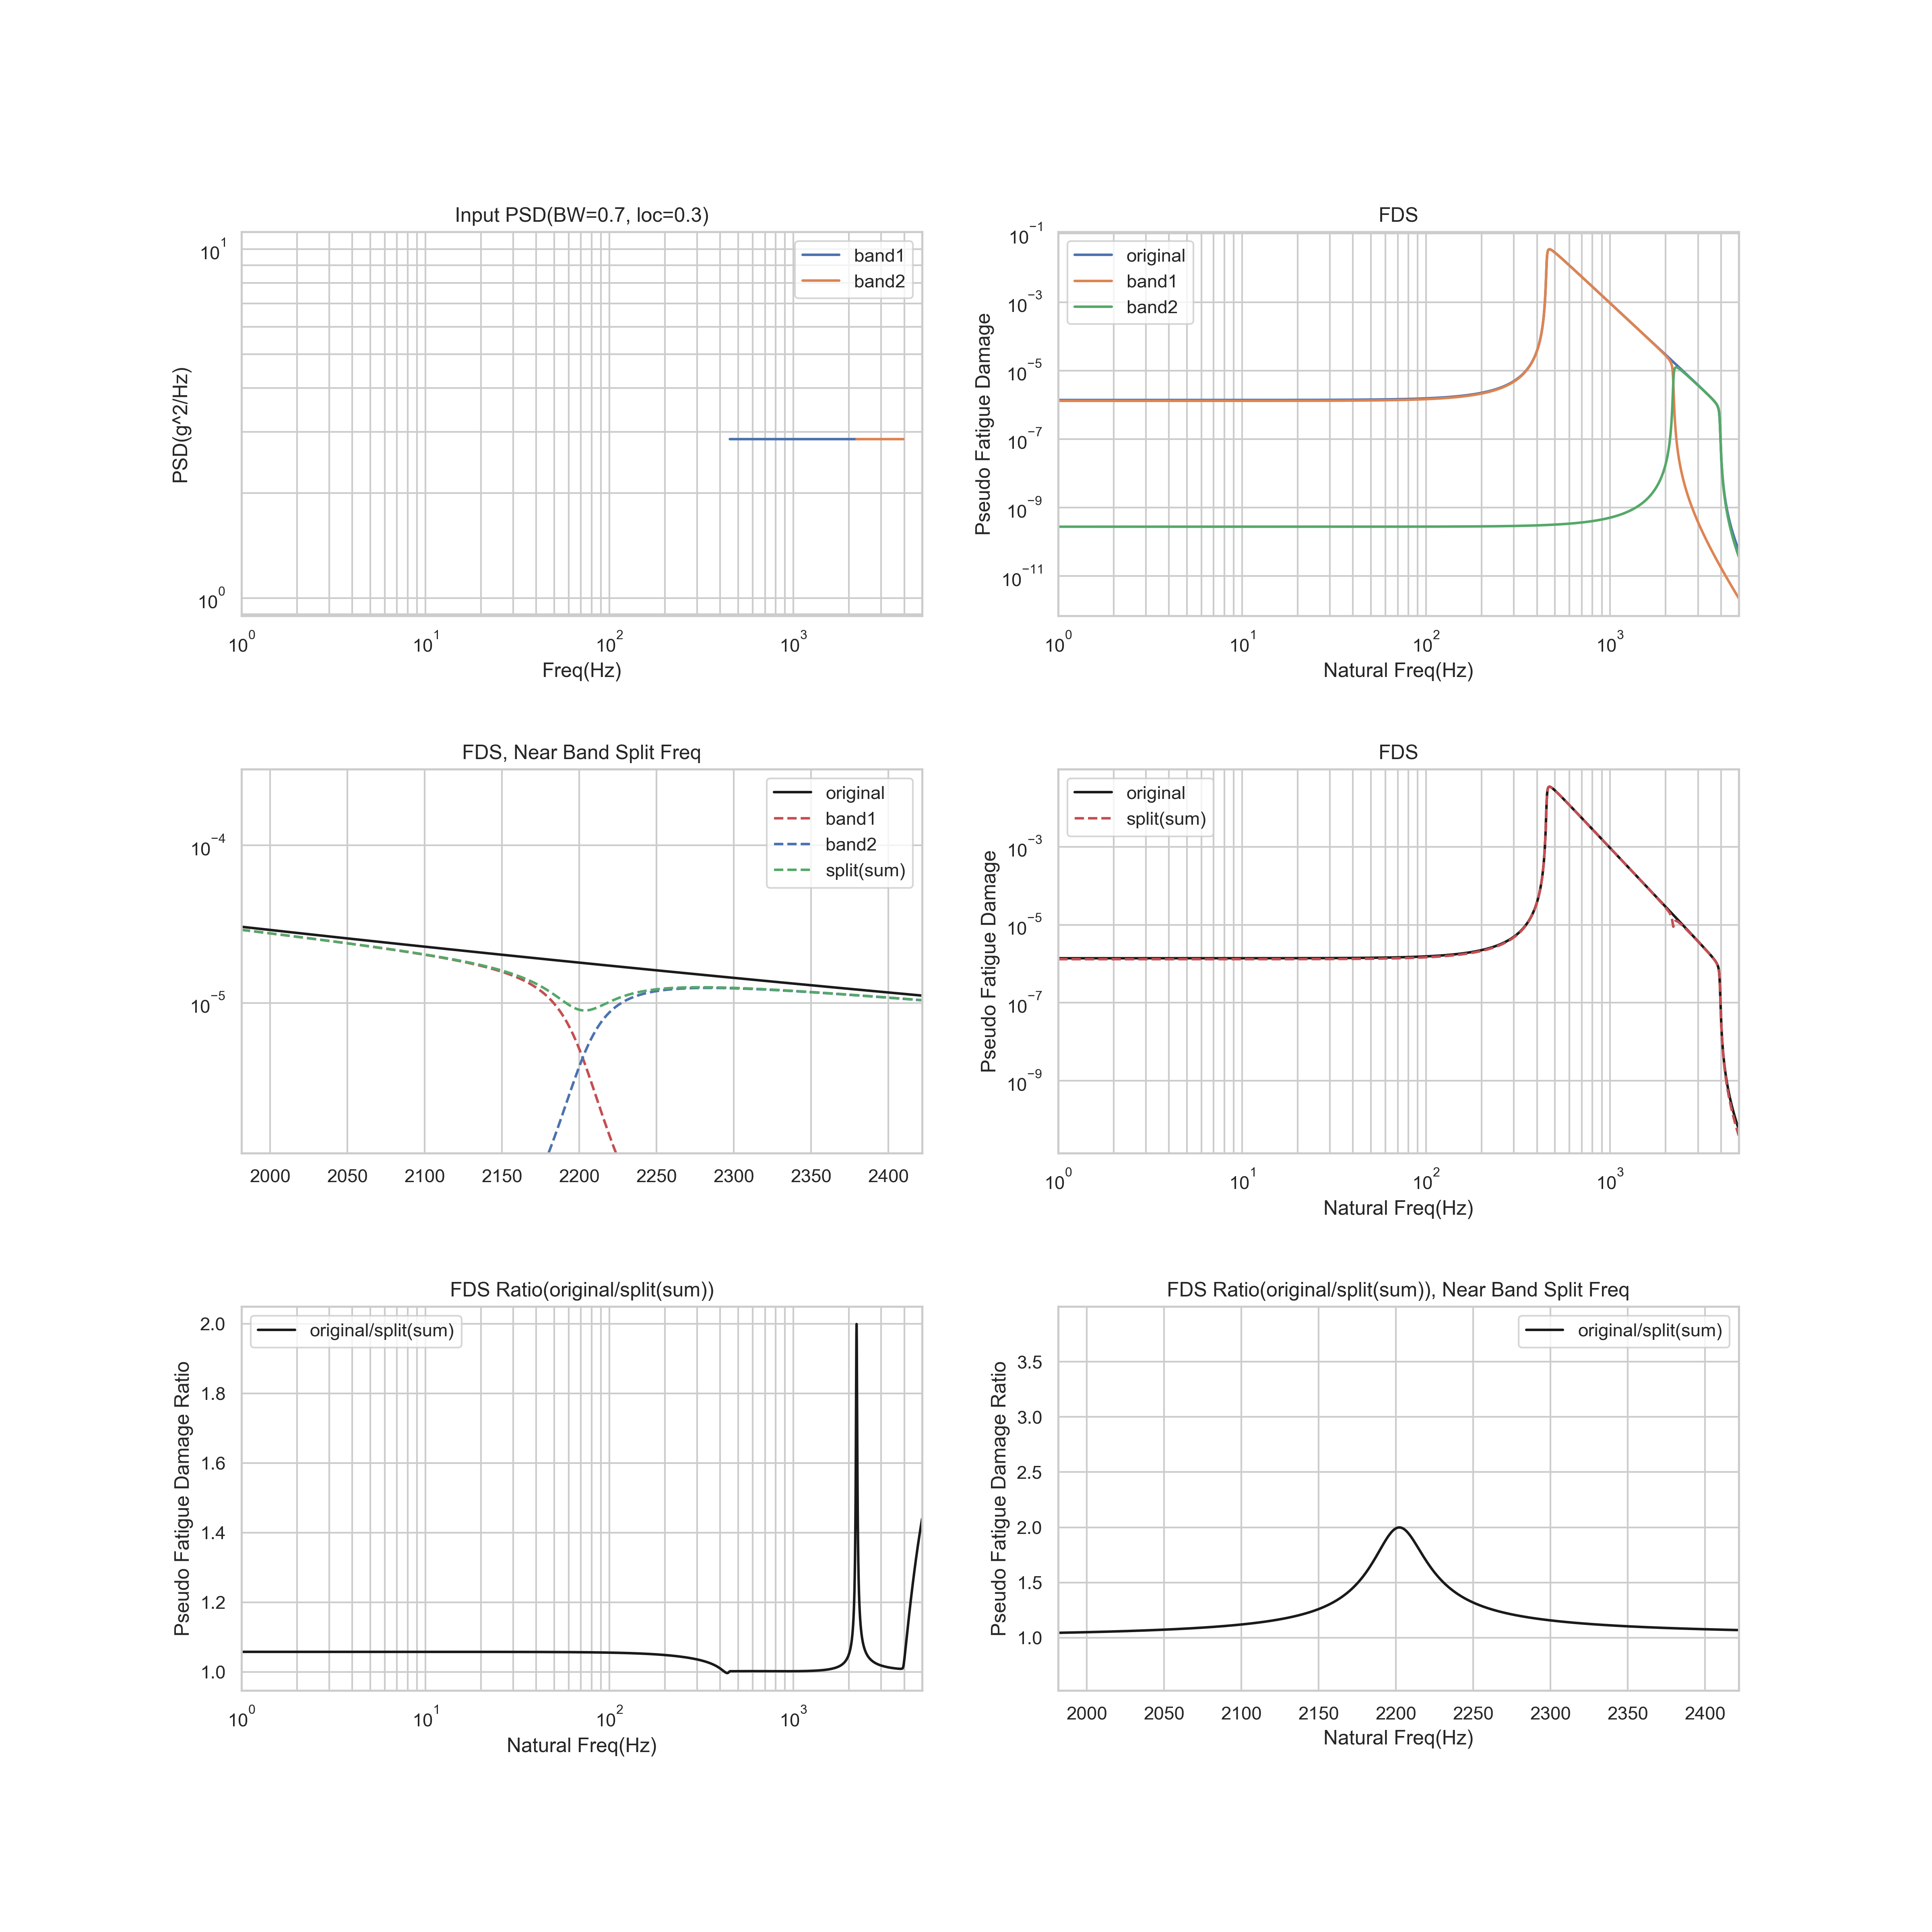 Input PSD(BW=0.7, loc=0.3)
PSD(g^2/Hz)
10^1
10^0
band1
band2
10^0 10^1 10^2 10^3
Freq(Hz)
FDS
Pseudo Fatigue Damage
10^−1
10^−3
10^−5
10^−7
10^−9
10^−11
original
band1
band2
10^0 10^1 10^2 10^3
Natural Freq(Hz)
FDS, Near Band Split Freq
10^−4
10^−5
original
band1
band2
split(sum)
2000 2050 2100 2150 2200 2250 2300 2350 2400
FDS
Pseudo Fatigue Damage
10^−3
10^−5
10^−7
10^−9
original
split(sum)
10^0 10^1 10^2 10^3
Natural Freq(Hz)
FDS Ratio(original/split(sum))
Pseudo Fatigue Damage Ratio
2.0
1.8
1.6
1.4
1.2
1.0
original/split(sum)
10^0 10^1 10^2 10^3
Natural Freq(Hz)
FDS Ratio(original/split(sum)), Near Band Split Freq
Pseudo Fatigue Damage Ratio
3.5
3.0
2.5
2.0
1.5
1.0
original/split(sum)
2000 2050 2100 2150 2200 2250 2300 2350 2400
Natural Freq(Hz)